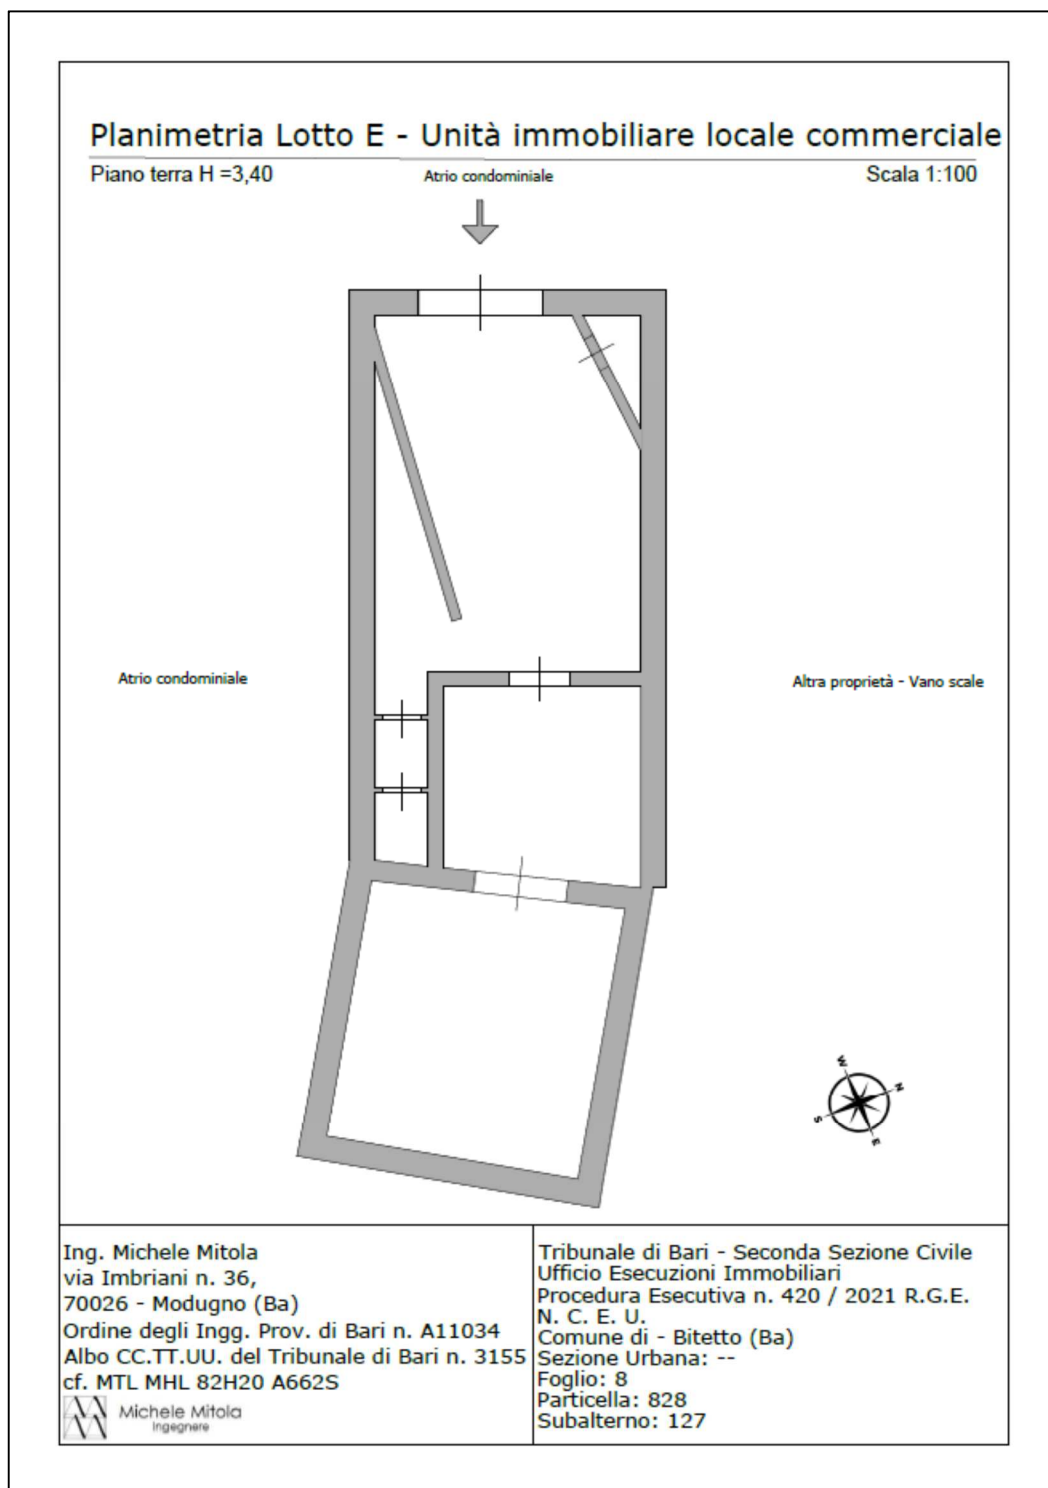 Planimetria Lotto E - Unità immobiliare locale commerciale
Piano terra H =3,40
Atrio condominiale
Scala 1:100
Atrio condominiale
Altra proprietà - Vano scale
W
N
S
E
Ing. Michele Mitola
via Imbriani n. 36,
70026 - Modugno (Ba)
Ordine degli Ingg. Prov. di Bari n. A11034
Albo CC.TT.UU. del Tribunale di Bari n. 3155
cf. MTL MHL 82H20 A662S
Michele Mitola
Ingegnere
Tribunale di Bari - Seconda Sezione Civile
Ufficio Esecuzioni Immobiliari
Procedura Esecutiva n. 420 / 2021 R.G.E.
N. C. E. U.
Comune di - Bitetto (Ba)
Sezione Urbana: --
Foglio: 8
Particella: 828
Subalterno: 127